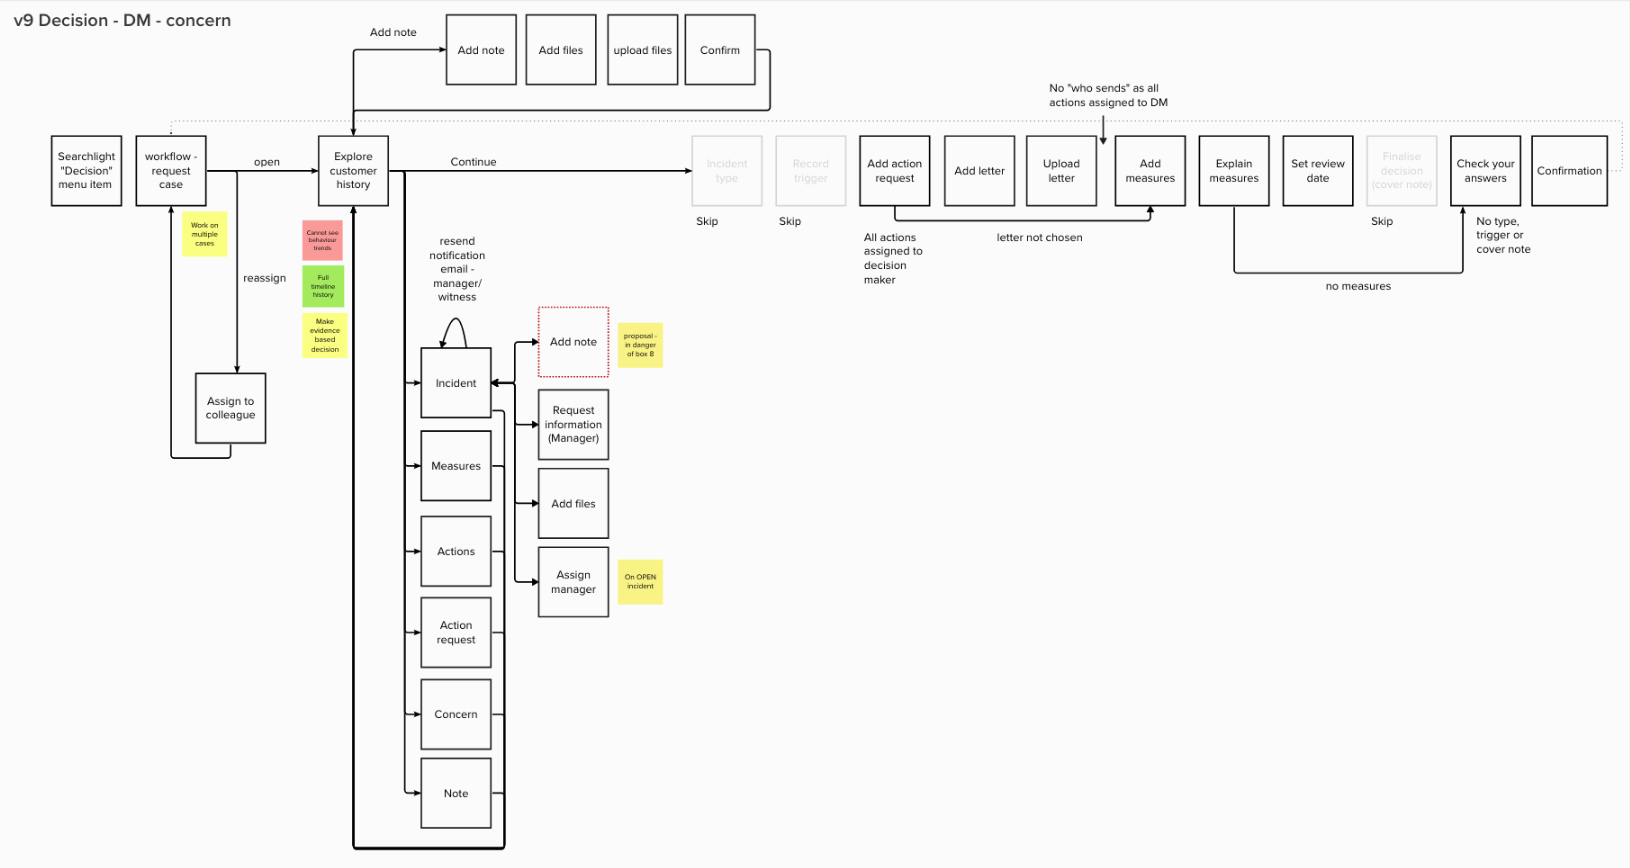 v9 Decision - DM - concern
Add note
Add note
Add files
upload files
Confirm
No "who sends" as all
actions assigned to DM
Searchlight
"Decision"
menu item
workflow -
request
case
open
Explore
customer
history
Continue
Incident
type
Record
trigger
Add action
request
Add letter
Upload
letter
Add
measures
Explain
measures
Set review
date
Finalise
decision
(cover note)
Check your
answers
Confirmation
Skip
Skip
Skip
Work on
multiple
cases
Cannot see
behaviour
trends
All actions
assigned to
decision
maker
letter not chosen
No type,
trigger or
cover note
no measures
reassign
Full
timeline
history
Make
evidence
based
decision
resend
notification
email -
manager/
witness
Assign to
colleague
Incident
Add note
proposal -
in danger
of box 8
Request
information
(Manager)
Measures
Add files
Actions
Assign
manager
On OPEN
incident
Action
request
Concern
Note